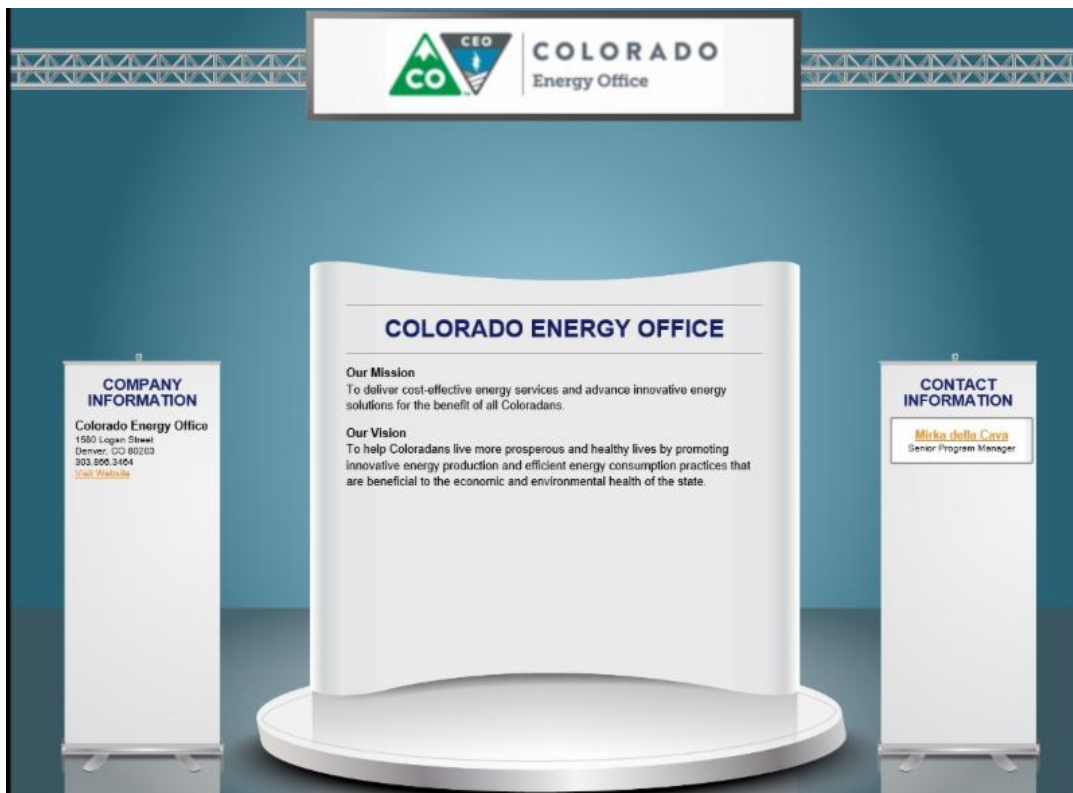 CEO
CO
COLORADO
Energy Office
COLORADO ENERGY OFFICE
Our Mission
To deliver cost-effective energy services and advance innovative energy
solutions for the benefit of all Coloradans.
Our Vision
To help Coloradans live more prosperous and healthy lives by promoting
innovative energy production and efficient energy consumption practices that
are beneficial to the economic and environmental health of the state.
COMPANY
INFORMATION
Colorado Energy Office
1580 Logan Street
Denver, CO 80203
303.866.3464
Visit Website
CONTACT
INFORMATION
Mirka della Cava
Senior Program Manager